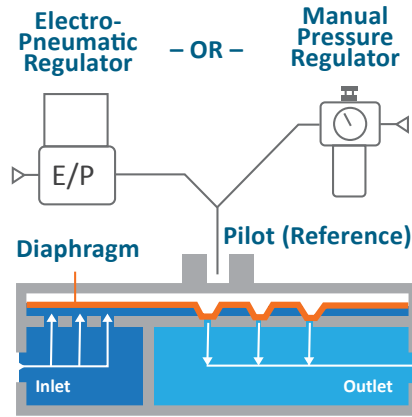 Electro-
Pneumatic
Regulator
– OR –
Manual
Pressure
Regulator
E/P
Pilot (Reference)
Diaphragm
Inlet
Outlet